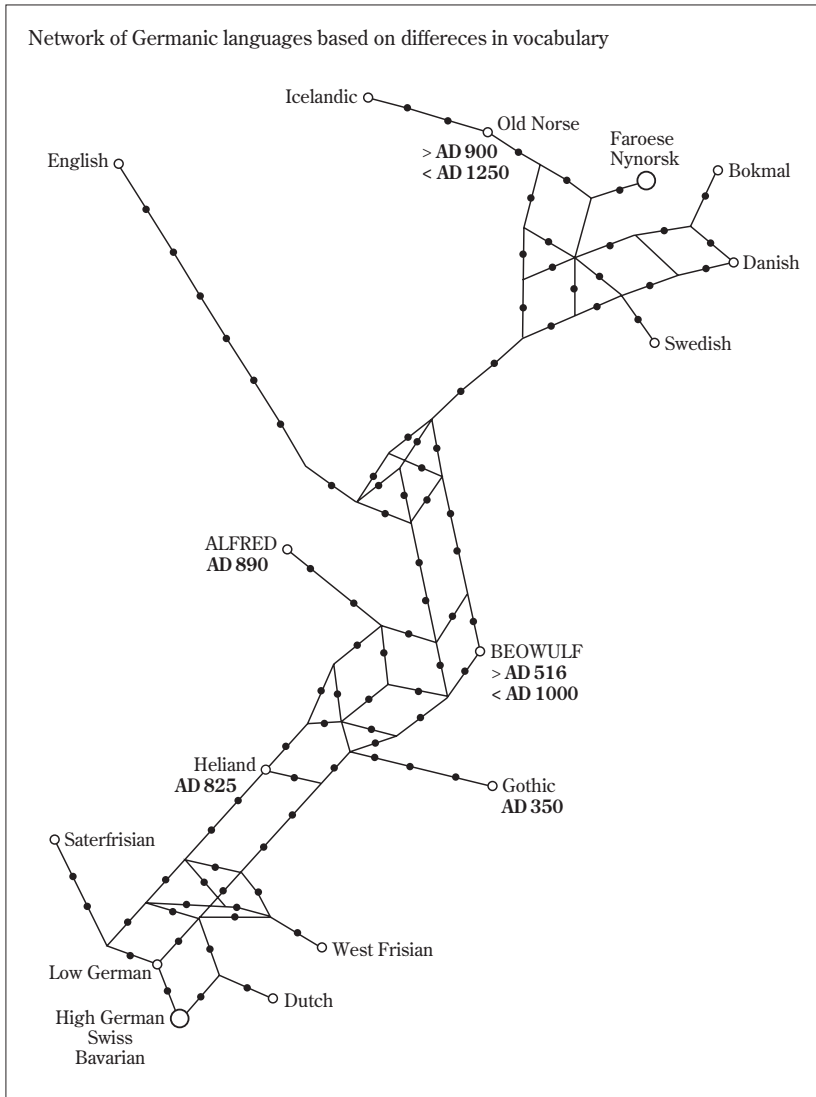 Network of Germanic languages based on differeces in vocabulary
Icelandic
Old Norse
> AD 900
< AD 1250
Faroese
Nynorsk
Bokmal
English
Danish
Swedish
ALFRED
AD 890
BEOWULF
> AD 516
< AD 1000
Heliand
AD 825
Gothic
AD 350
Saterfrisian
West Frisian
Low German
Dutch
High German
Swiss
Bavarian